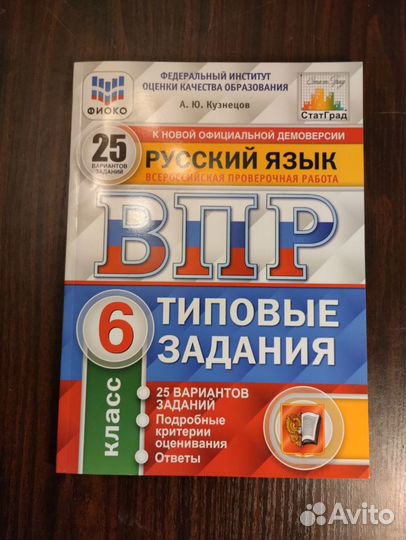 ФЕДЕРАЛЬНЫЙ ИНСТИТУТ
ОЦЕНКИ КАЧЕСТВА ОБРАЗОВАНИЯ
А. Ю. Кузнецов
ФИОКО
СтатГрад
25
ВАРИАНТОВ
ЗАДАНИЙ
К НОВОЙ ОФИЦИАЛЬНОЙ ДЕМОВЕРСИИ
РУССКИЙ ЯЗЫК
ВСЕРОССИЙСКАЯ ПРОВЕРОЧНАЯ РАБОТА
ВПР
6
класс
ТИПОВЫЕ
ЗАДАНИЯ
• 25 ВАРИАНТОВ
ЗАДАНИЙ
• Подробные
критерии
оценивания
• Ответы
Avito